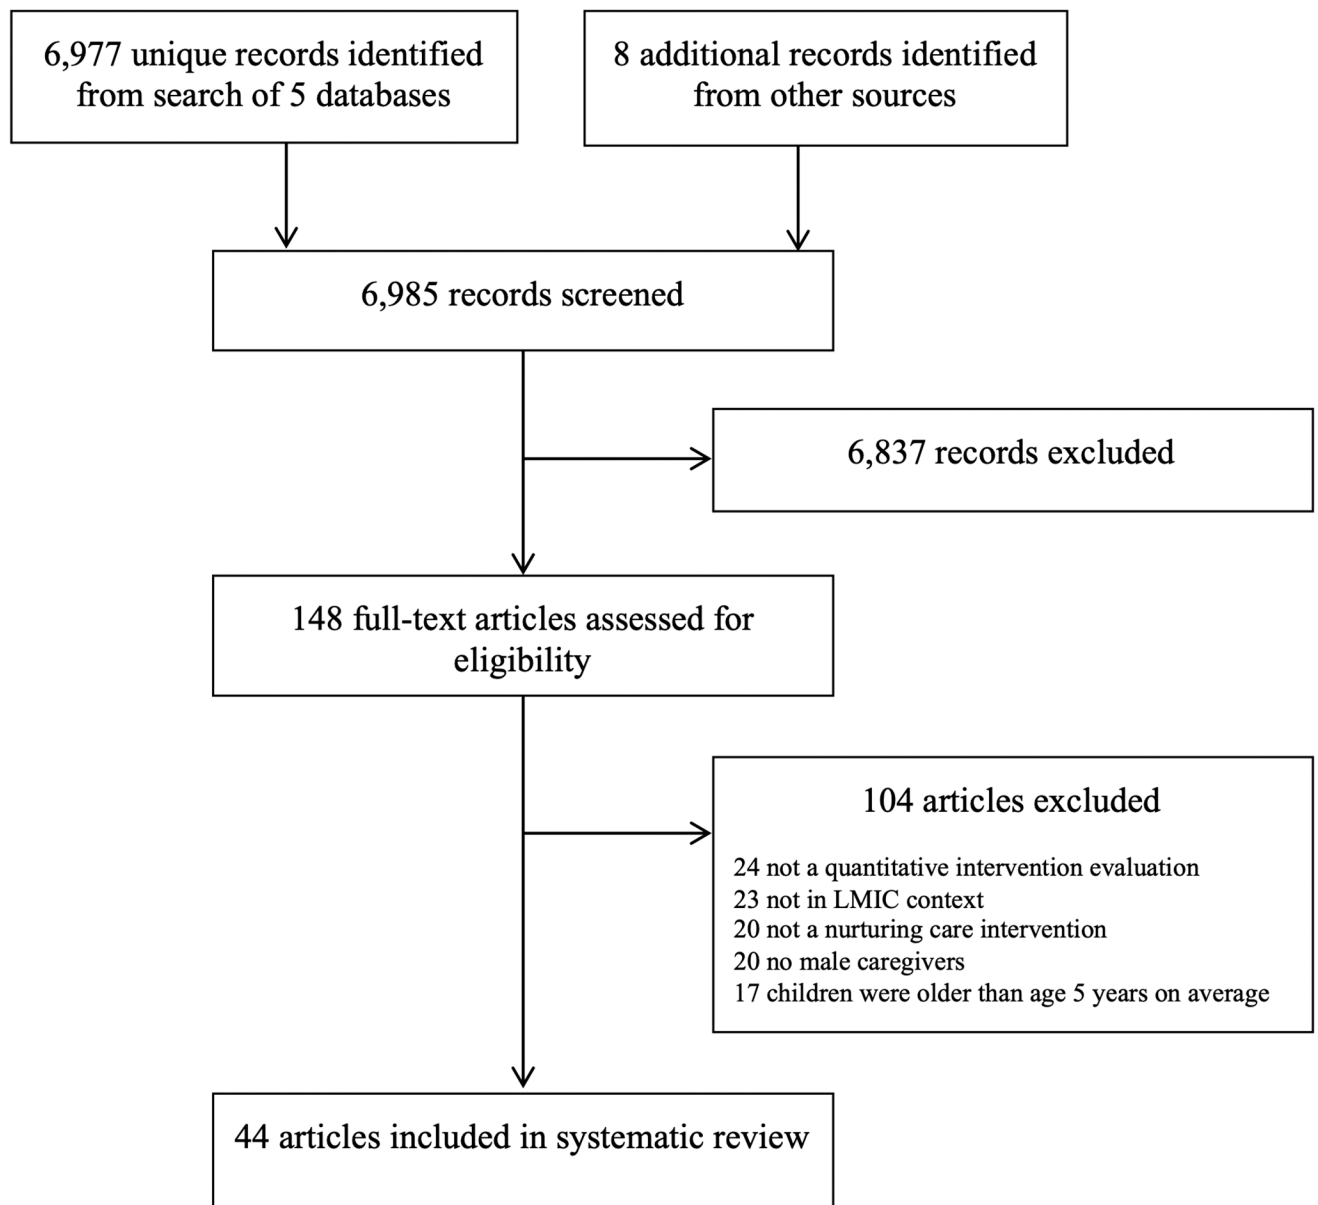 6,977 unique records identified
from search of 5 databases
8 additional records identified
from other sources
6,985 records screened
6,837 records excluded
148 full-text articles assessed for
eligibility
104 articles excluded
24 not a quantitative intervention evaluation
23 not in LMIC context
20 not a nurturing care intervention
20 no male caregivers
17 children were older than age 5 years on average
44 articles included in systematic review